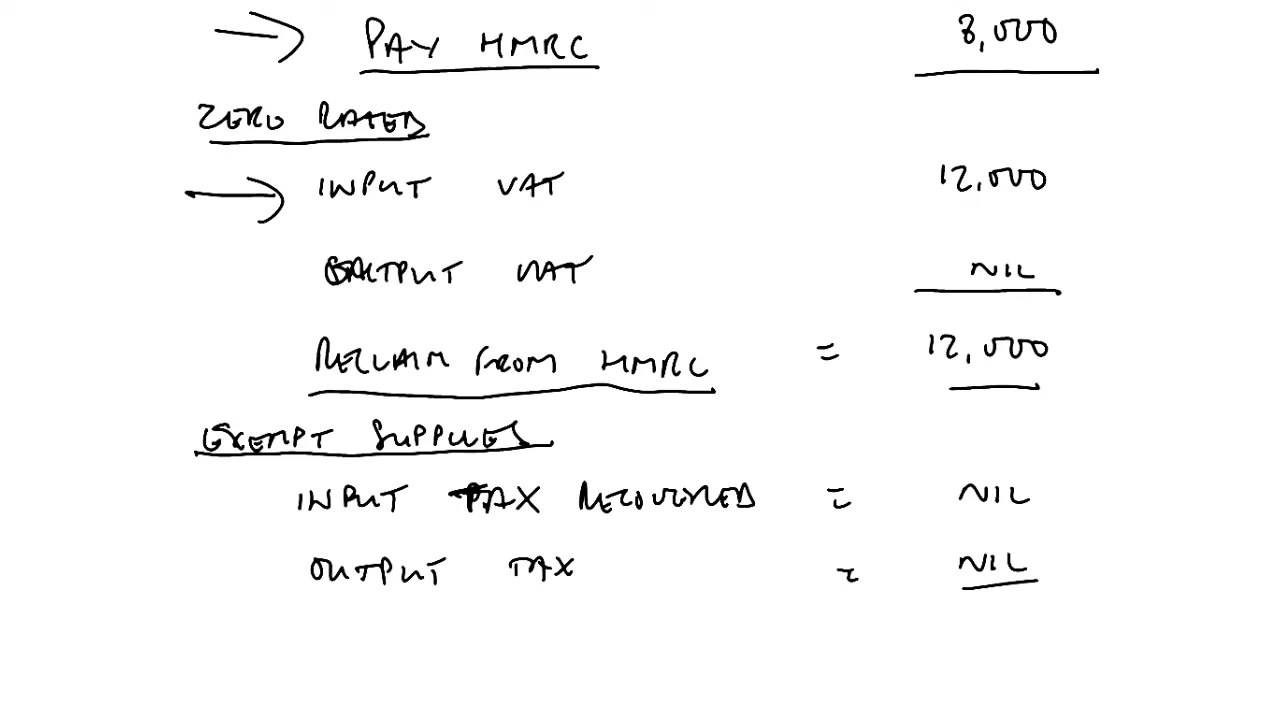 → PAY HMRC 8,000
ZERO RATED
→ INPUT VAT 12,000
OUTPUT VAT NIL
RECLAIM FROM HMRC = 12,000
EXEMPT SUPPLIES
INPUT TAX RECOVERED = NIL
OUTPUT TAX = NIL